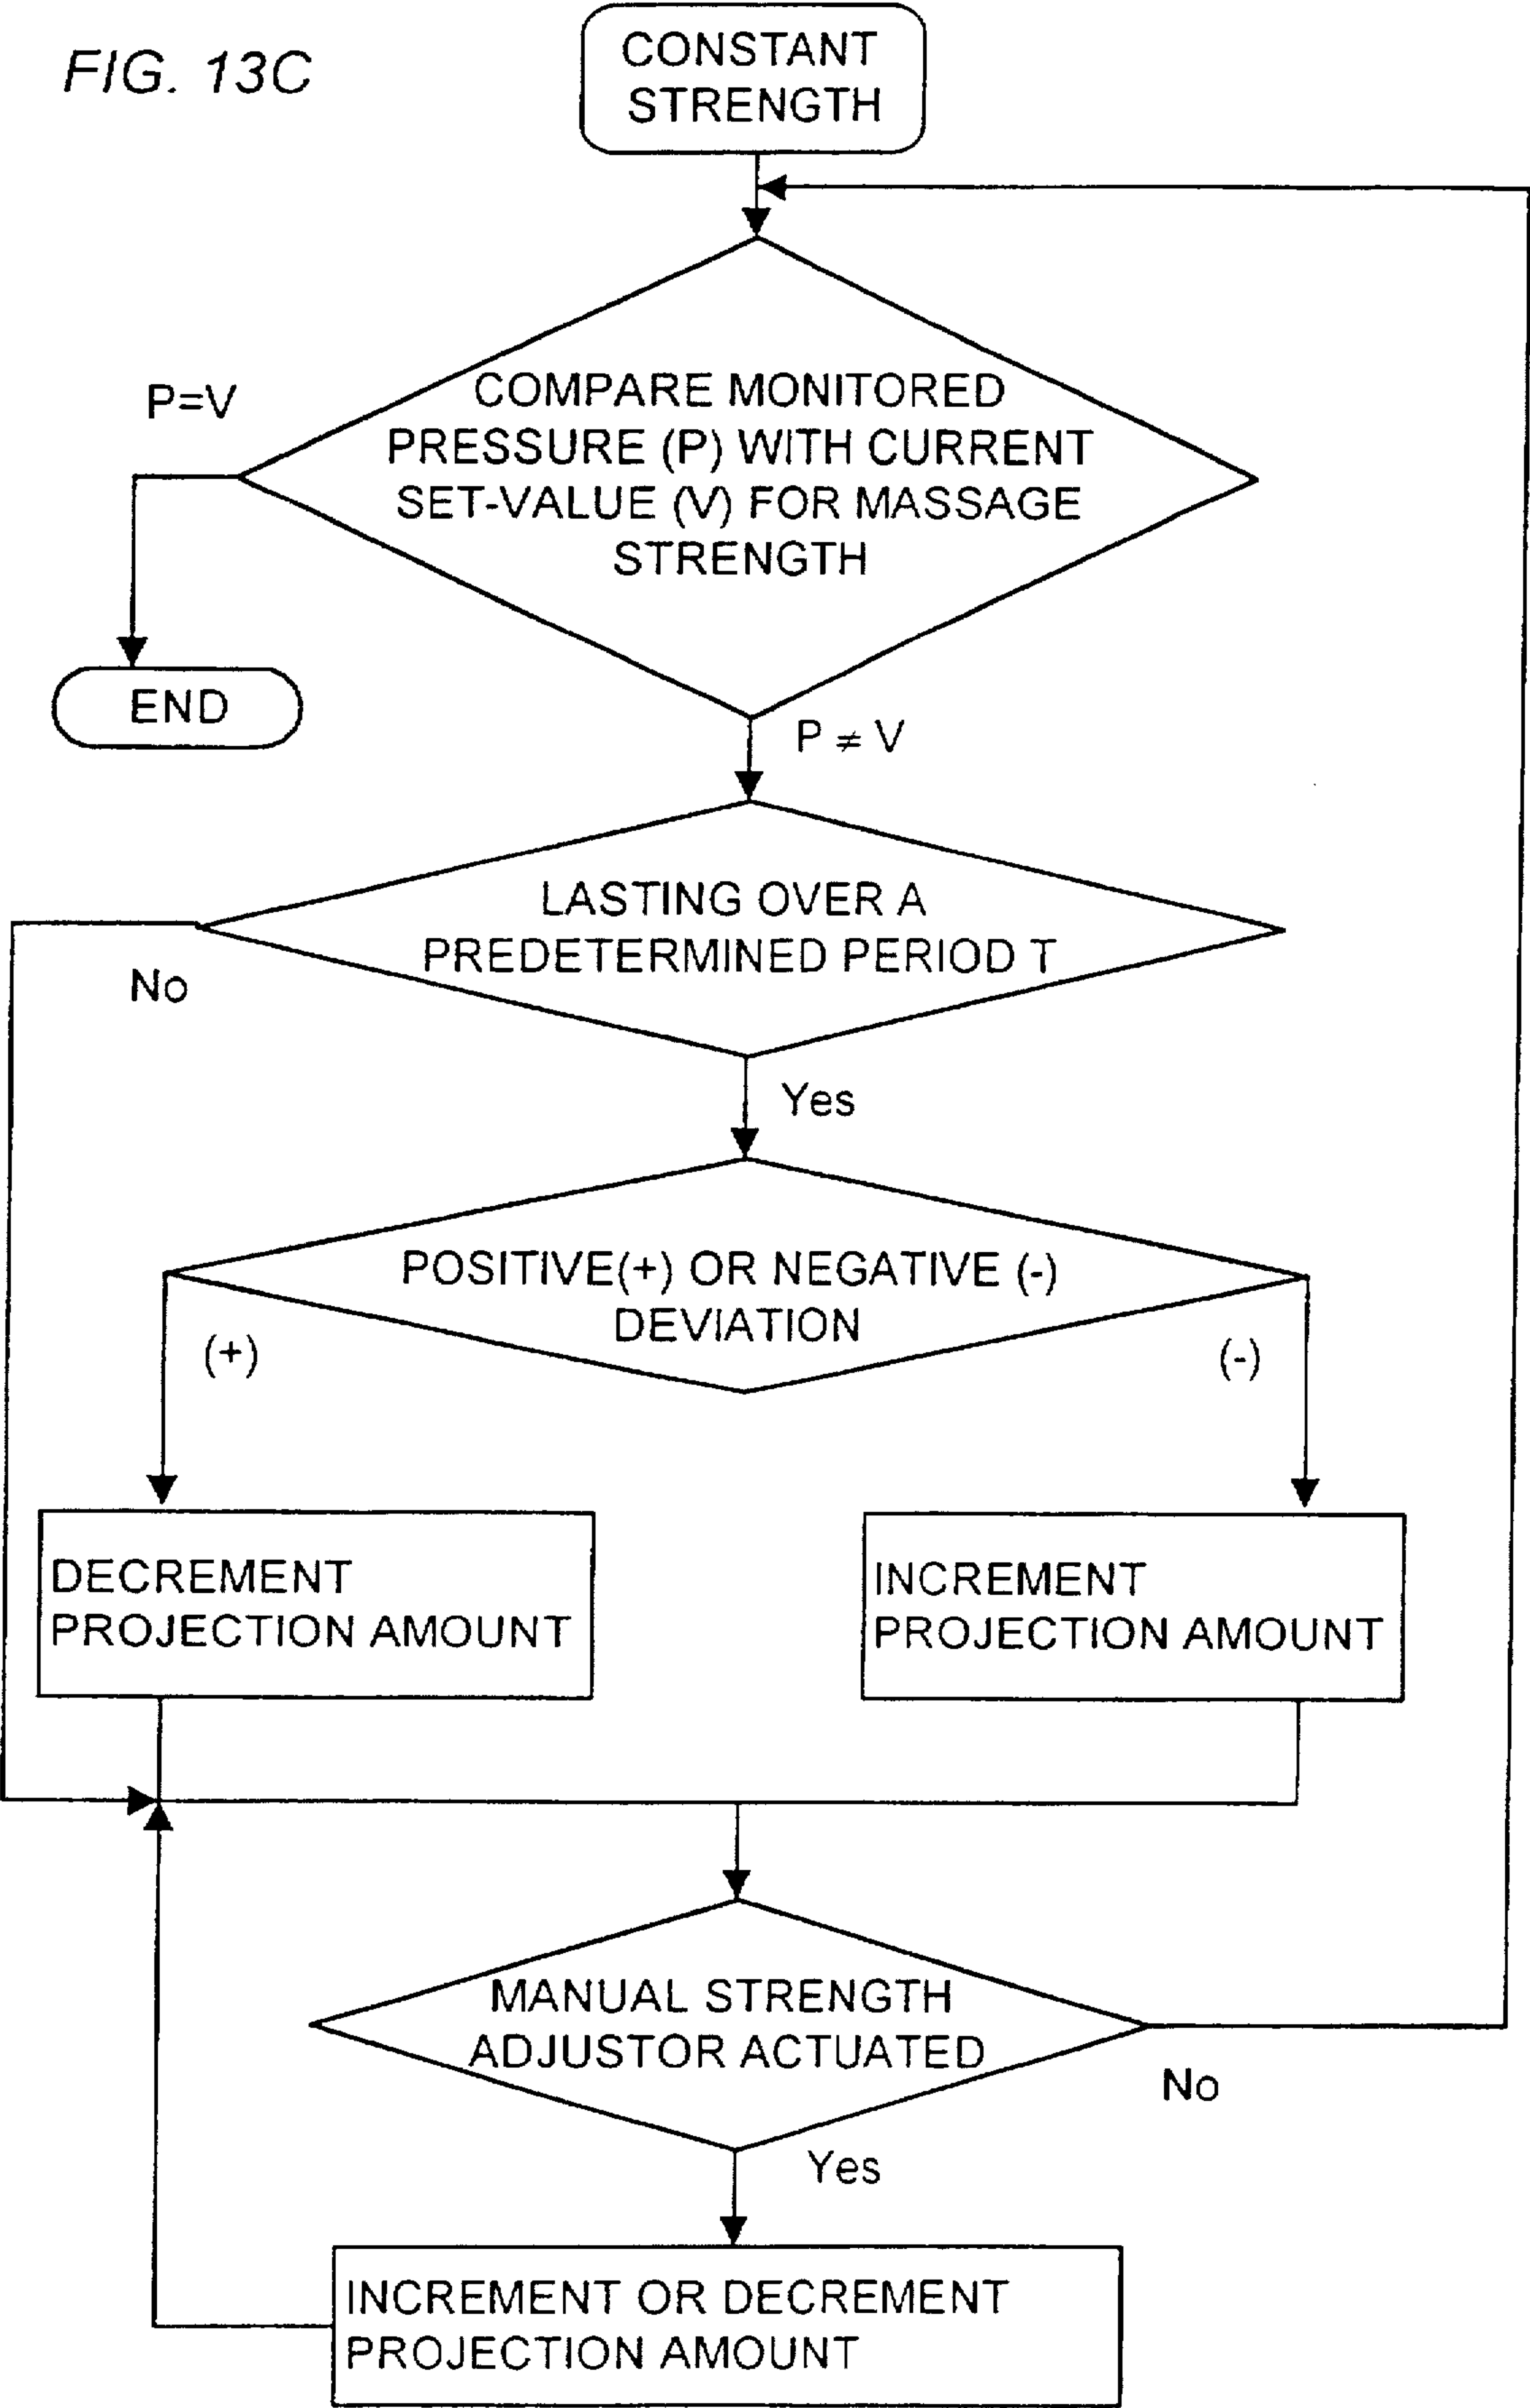 FIG. 13C
CONSTANT
STRENGTH
P=V
COMPARE MONITORED
PRESSURE (P) WITH CURRENT
SET-VALUE (V) FOR MASSAGE
STRENGTH
END
P ≠ V
LASTING OVER A
PREDETERMINED PERIOD T
No
Yes
POSITIVE(+) OR NEGATIVE (-)
DEVIATION
(+)
(-)
DECREMENT
PROJECTION AMOUNT
INCREMENT
PROJECTION AMOUNT
MANUAL STRENGTH
ADJUSTOR ACTUATED
No
Yes
INCREMENT OR DECREMENT
PROJECTION AMOUNT